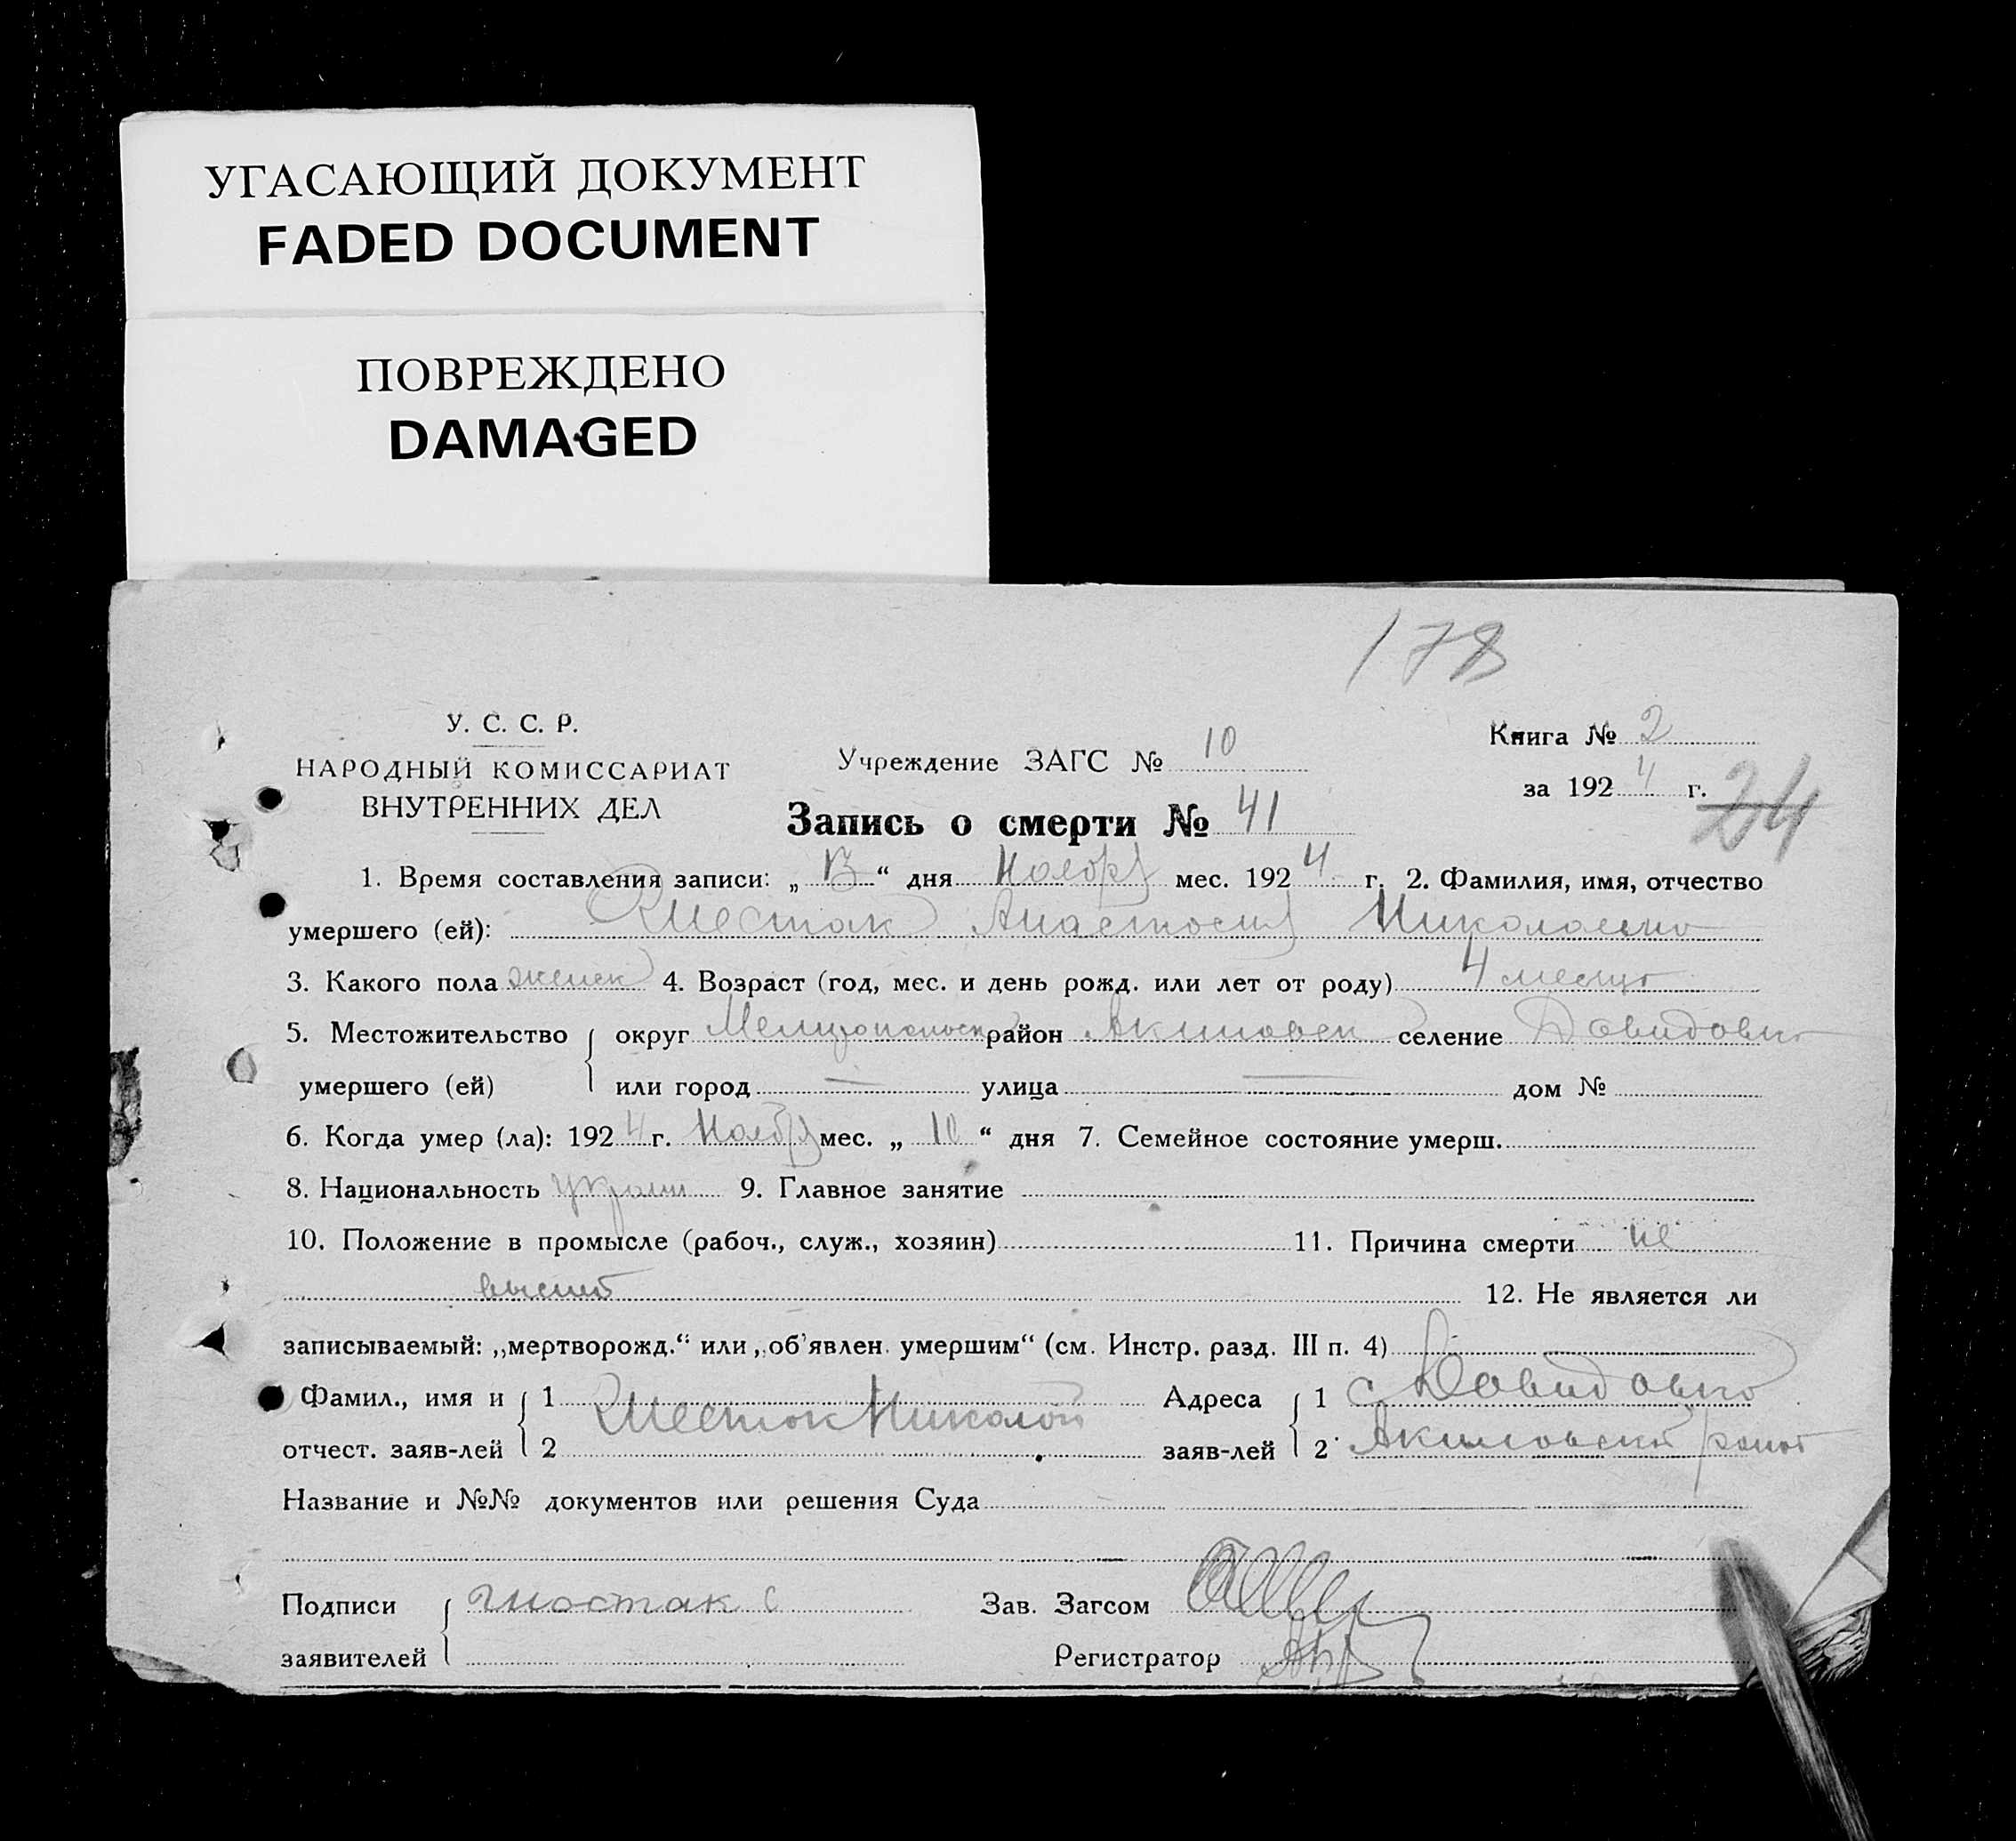 УГАСАЮЩИЙ ДОКУМЕНТ
FADED DOCUMENT
ПОВРЕЖДЕНО
DAMAGED
178
У. С. С. Р.
НАРОДНЫЙ КОМИССАРИАТ
ВНУТРЕННИХ ДЕЛ
Учреждение ЗАГС № 10
Книга № 2
за 1924 г.
24
Запись о смерти № 41
1. Время составления записи: „ “ дня Ноября мес. 1924 г. 2. Фамилия, имя, отчество
умершего (ей): Шестак Анастасия Николаевна
3. Какого пола женск 4. Возраст (год, мес. и день рожд. или лет от роду) 4 месяца
5. Местожительство округ Мелитопольск район Акимовск селение Давидовка
умершего (ей) или город — улица — дом №
6. Когда умер (ла): 1924 г. Ноября мес. „ 10 “ дня 7. Семейное состояние умерш.
8. Национальность украин 9. Главное занятие
10. Положение в промысле (рабоч., служ., хозяин) 11. Причина смерти не
12. Не является ли
записываемый: „мертворожд.“ или „об'явлен умершим“ (см. Инстр. разд. III п. 4)
Фамил., имя и 1 Шестак Николай Адреса 1 с Давидовка
отчест. заяв-лей 2 заяв-лей 2 Акимовской район
Название и №№ документов или решения Суда
Подписи Шостак С Зав. Загсом
заявителей Регистратор